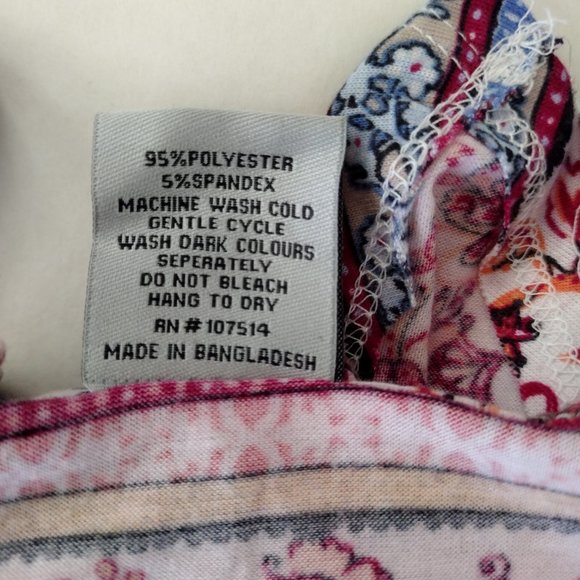 95%POLYESTER
5%SPANDEX
MACHINE WASH COLD
GENTLE CYCLE
WASH DARK COLOURS
SEPERATELY
DO NOT BLEACH
HANG TO DRY
RN#107514
MADE IN BANGLADESH